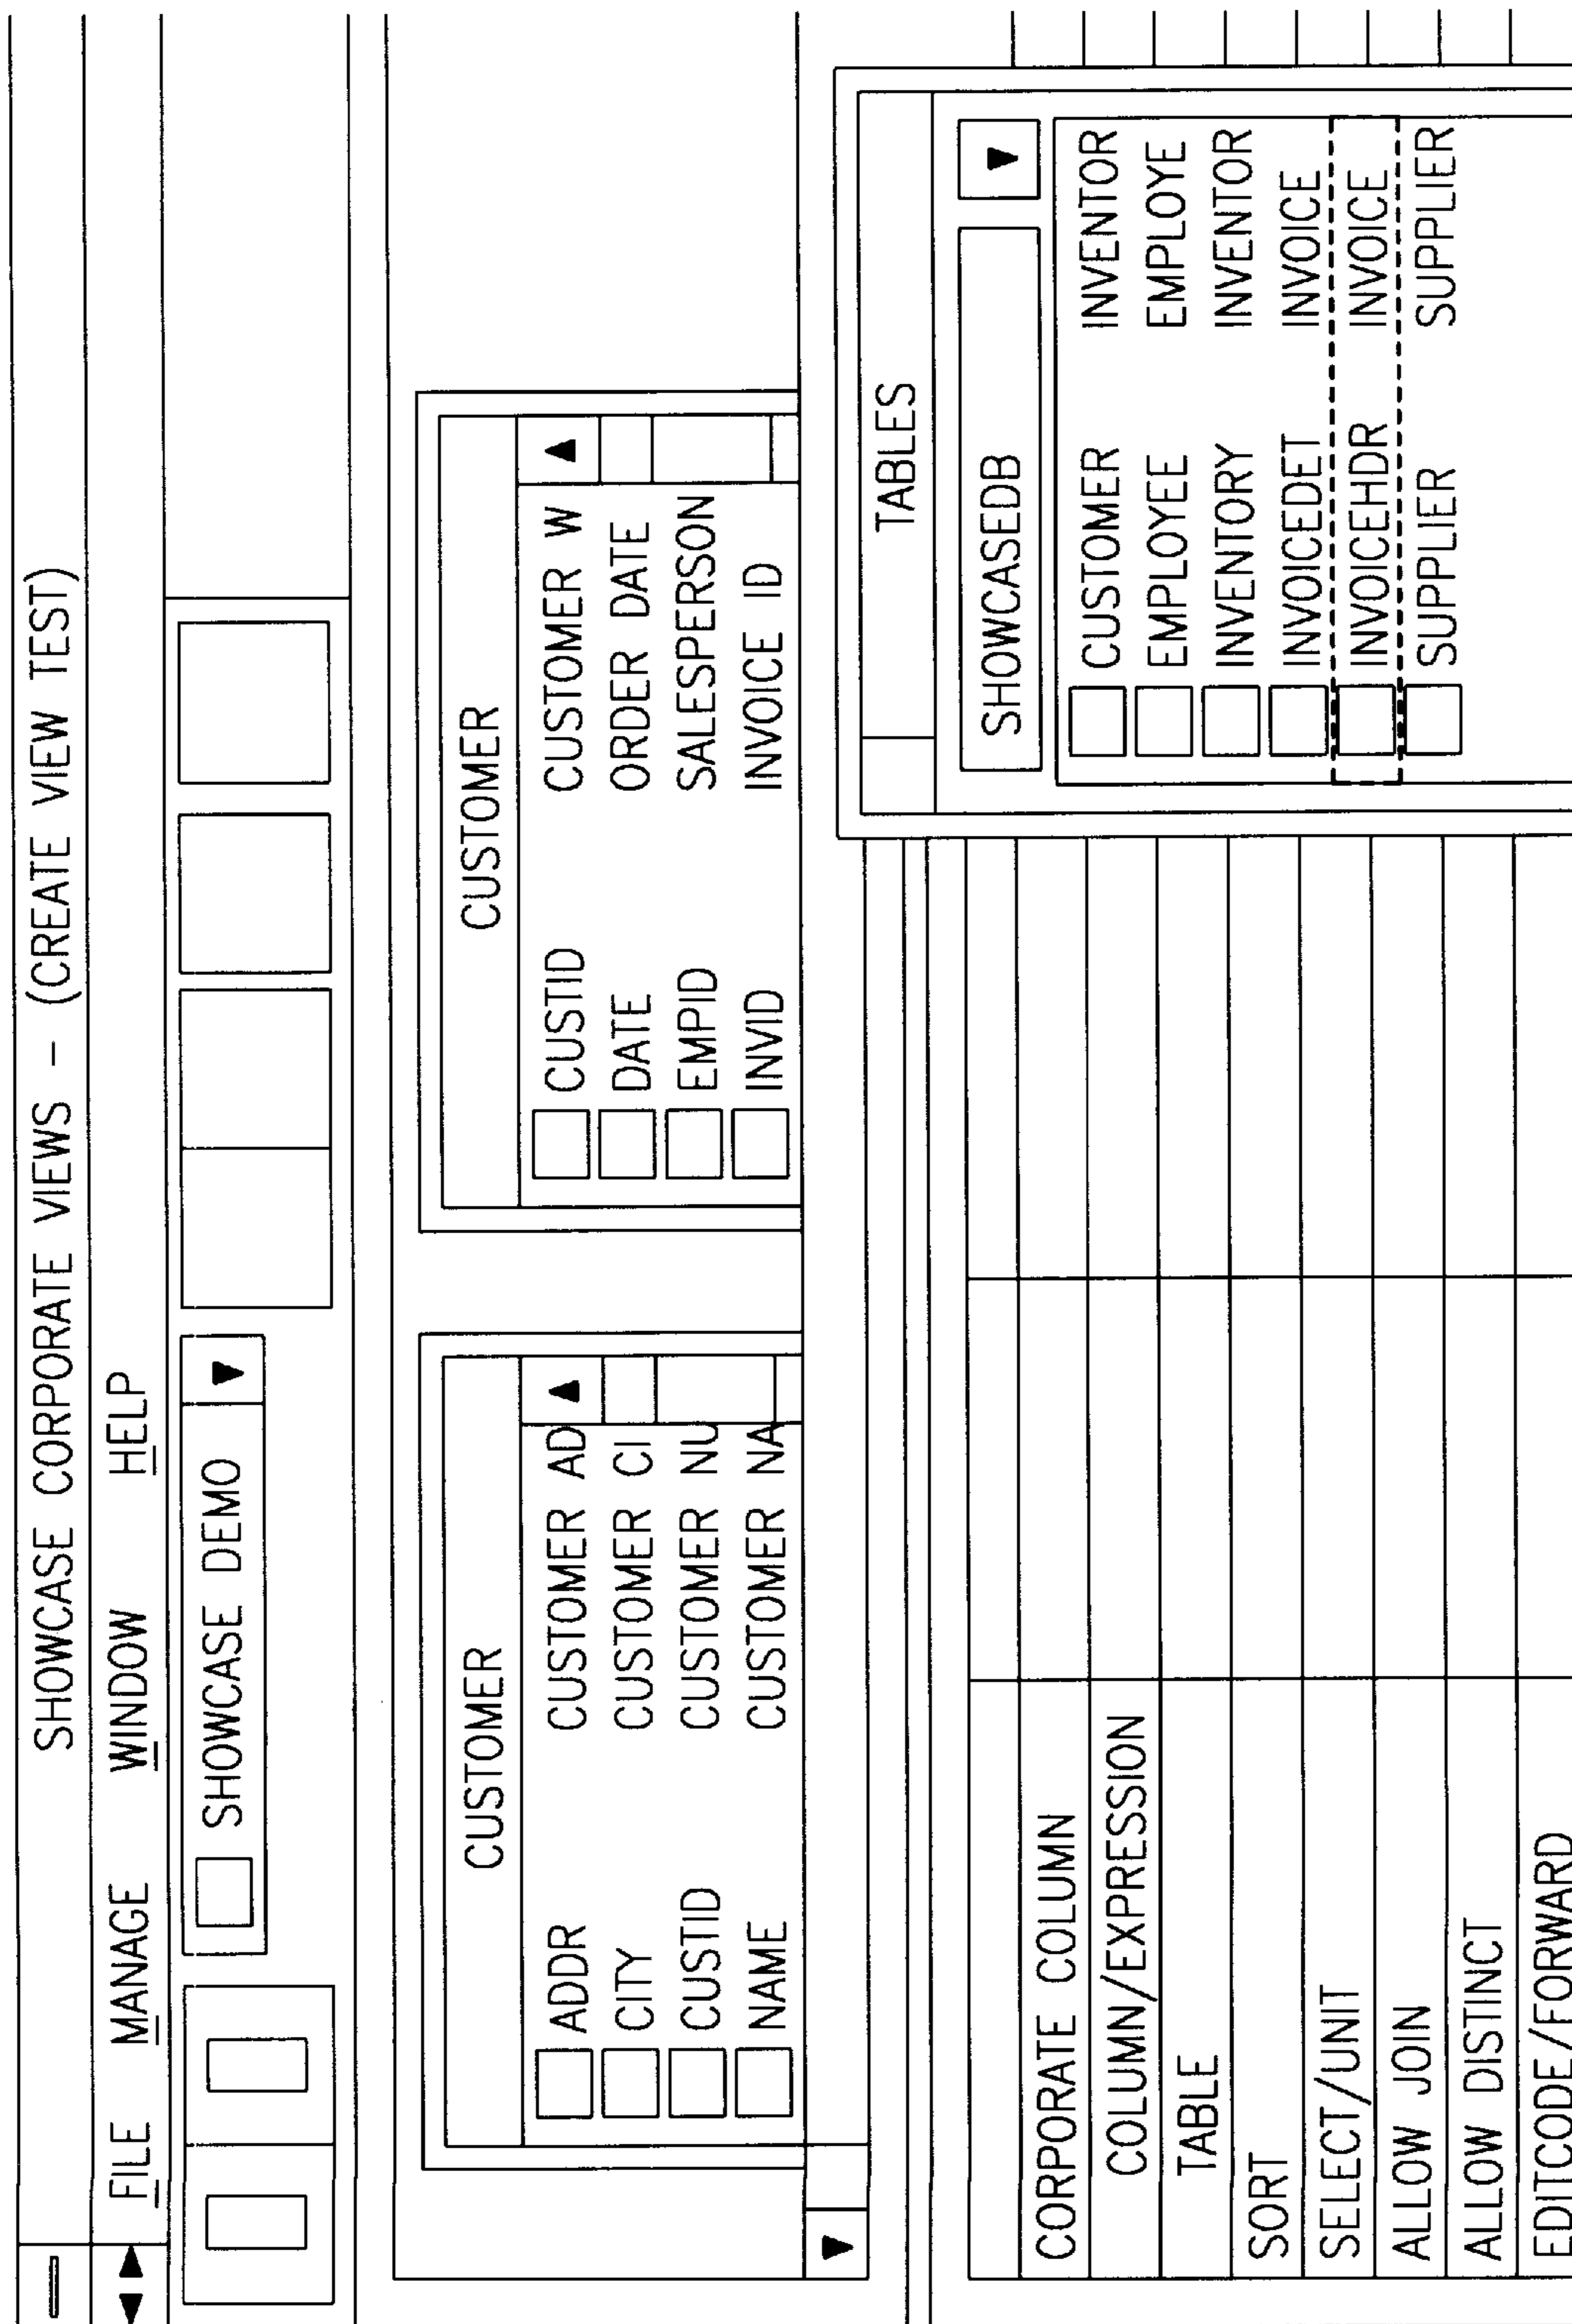 SHOWCASE CORPORATE VIEWS - (CREATE VIEW TEST)
FILE MANAGE WINDOW HELP
SHOWCASE DEMO
CUSTOMER
ADDR CUSTOMER AD
CITY CUSTOMER CI
CUSTID CUSTOMER NU
NAME CUSTOMER NA
CUSTOMER
CUSTID CUSTOMER W
DATE ORDER DATE
EMPID SALESPERSON
INVID INVOICE ID
TABLES
SHOWCASEDB
CUSTOMER INVENTOR
EMPLOYEE EMPLOYE
INVENTORY INVENTOR
INVOICEDET INVOICE
INVOICEHDR INVOICE
SUPPLIER SUPPLIER
CORPORATE COLUMN
COLUMN/EXPRESSION
TABLE
SORT
SELECT/UNIT
ALLOW JOIN
ALLOW DISTINCT
EDITCODE/FORWARD